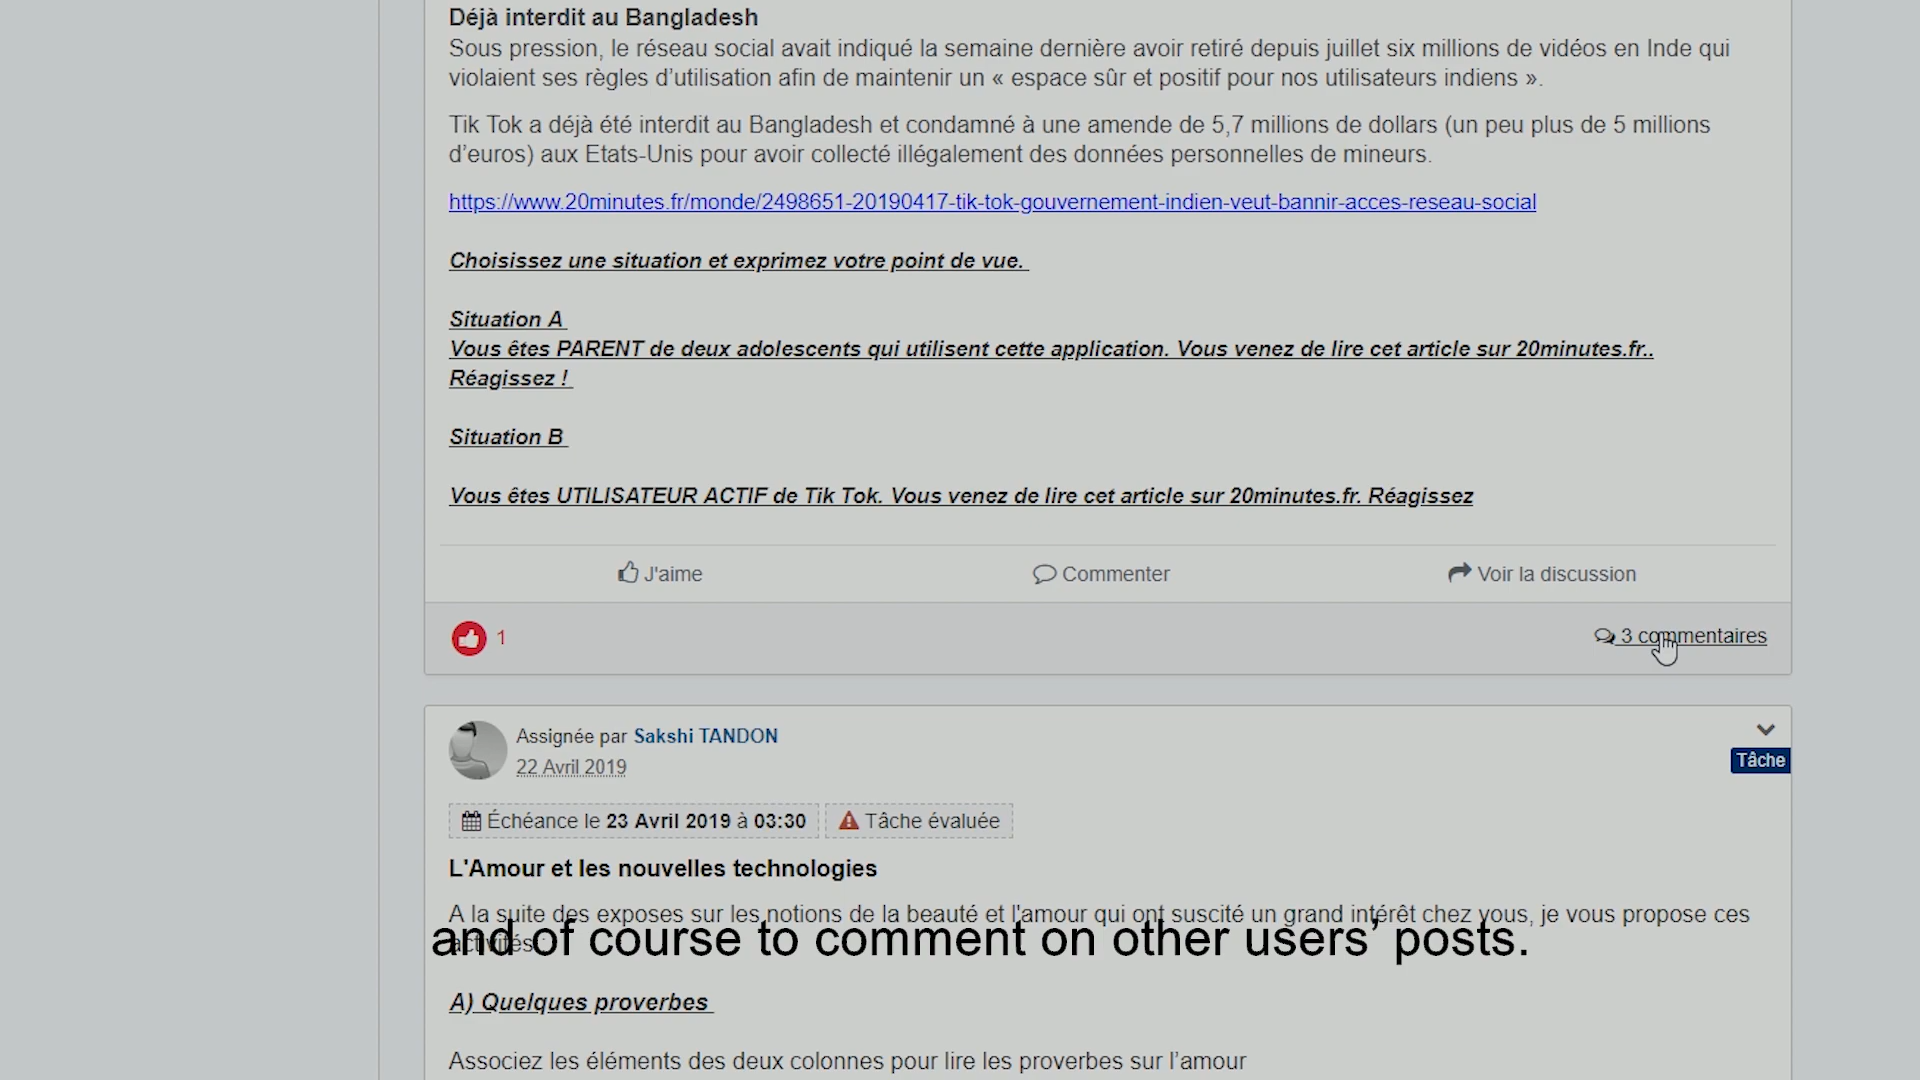 Déjà interdit au Bangladesh
Sous pression, le réseau social avait indiqué la semaine dernière avoir retiré depuis juillet six millions de vidéos en Inde qui
violaient ses règles d’utilisation afin de maintenir un « espace sûr et positif pour nos utilisateurs indiens ».
Tik Tok a déjà été interdit au Bangladesh et condamné à une amende de 5,7 millions de dollars (un peu plus de 5 millions
d’euros) aux Etats-Unis pour avoir collecté illégalement des données personnelles de mineurs.
https://www.20minutes.fr/monde/2498651-20190417-tik-tok-gouvernement-indien-veut-bannir-acces-reseau-social
Choisissez une situation et exprimez votre point de vue.
Situation A
Vous êtes PARENT de deux adolescents qui utilisent cette application. Vous venez de lire cet article sur 20minutes.fr..
Réagissez !
Situation B
Vous êtes UTILISATEUR ACTIF de Tik Tok. Vous venez de lire cet article sur 20minutes.fr. Réagissez
J'aime Commenter Voir la discussion
1 3 commentaires
Assignée par Sakshi TANDON
22 Avril 2019
Tâche
Échéance le 23 Avril 2019 à 03:30 Tâche évaluée
L'Amour et les nouvelles technologies
A la suite des exposes sur les notions de la beauté et l'amour qui ont suscité un grand intérêt chez vous, je vous propose ces
activités :
and of course to comment on other users’ posts.
A) Quelques proverbes
Associez les éléments des deux colonnes pour lire les proverbes sur l’amour